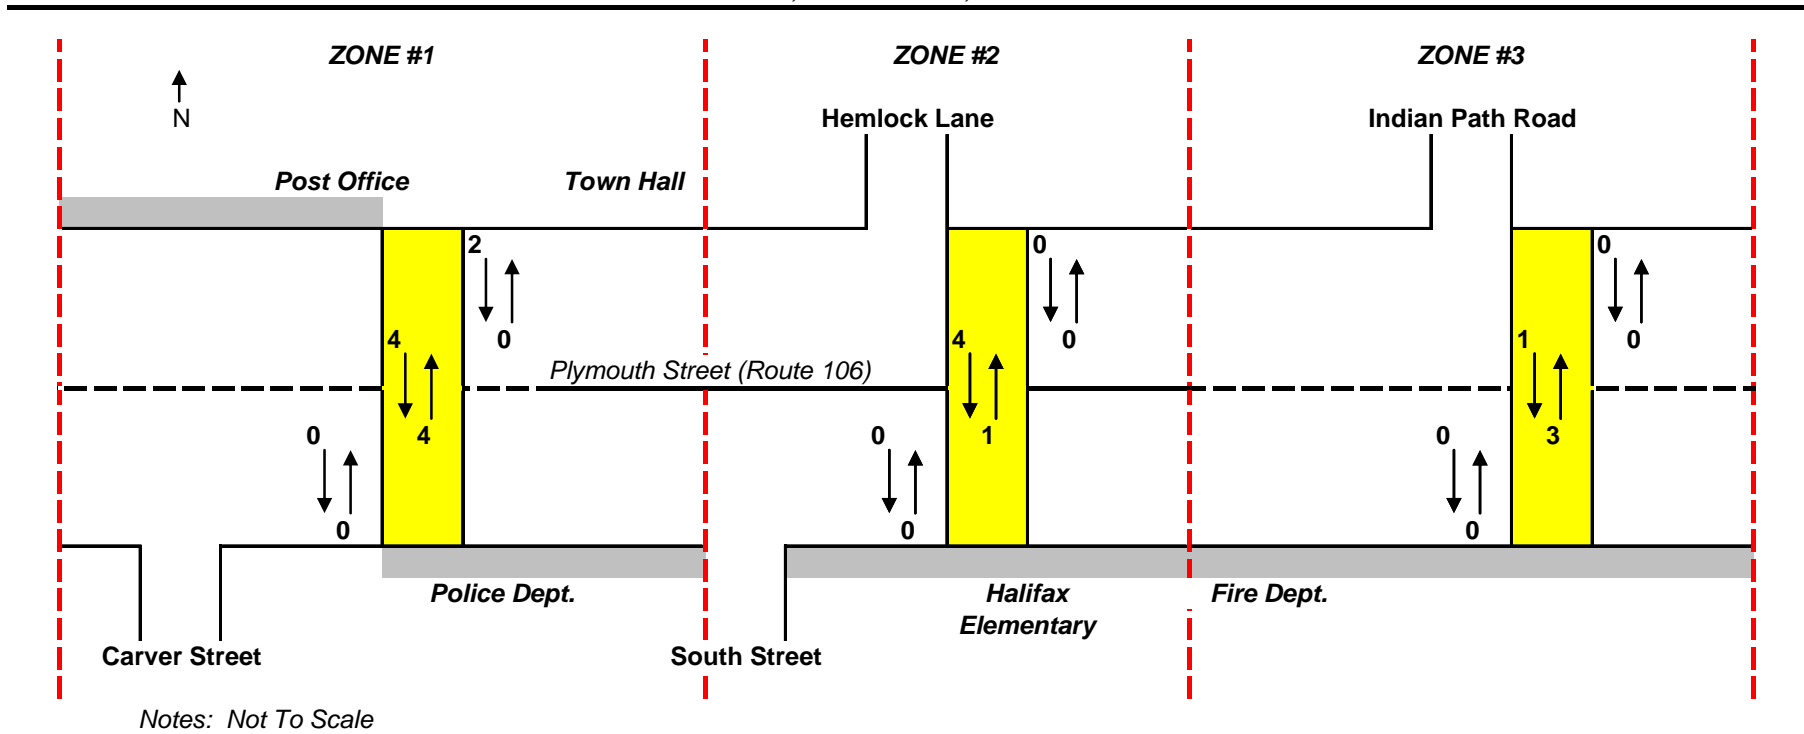 ZONE #1 ZONE #2 ZONE #3
N Hemlock Lane Indian Path Road
Post Office Town Hall
2 0 0
4 0 4 0 1 0
Plymouth Street (Route 106)
0 4 0 1 0 3
0 0 0
Police Dept. Halifax Fire Dept.
Elementary
Carver Street South Street
Notes: Not To Scale